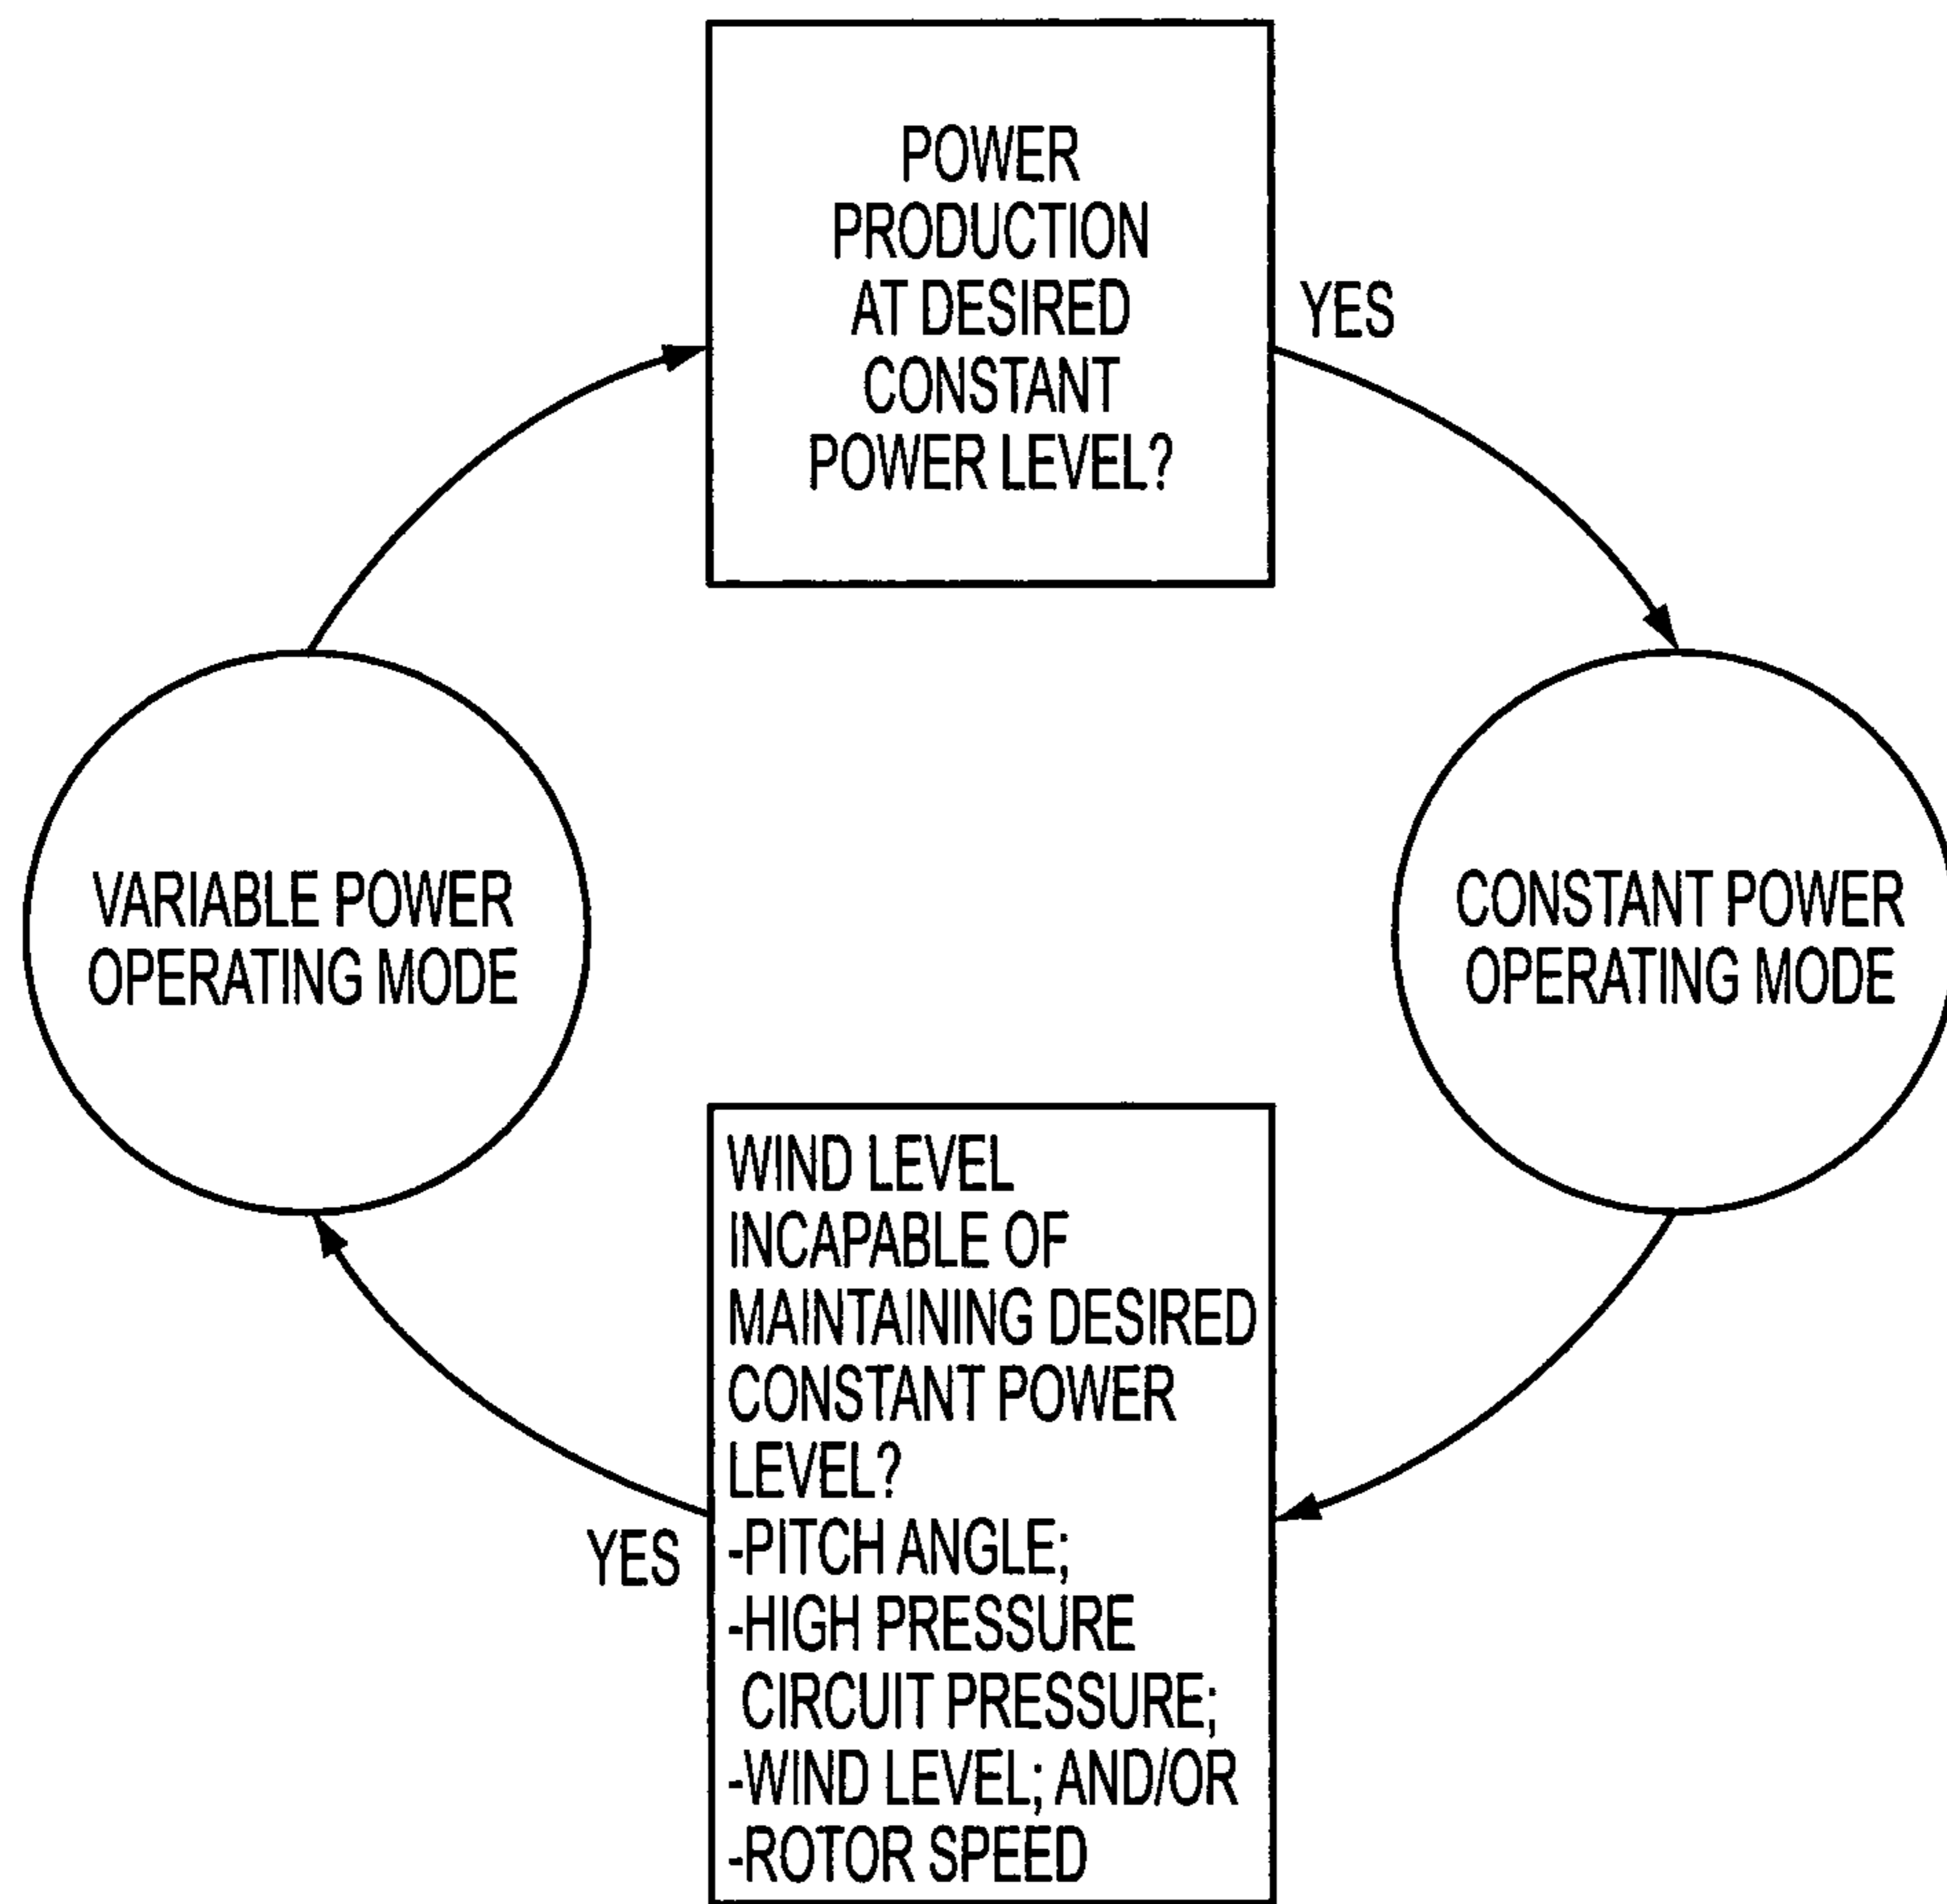 POWER
PRODUCTION
AT DESIRED
CONSTANT
POWER LEVEL?
YES
VARIABLE POWER
OPERATING MODE
CONSTANT POWER
OPERATING MODE
WIND LEVEL
INCAPABLE OF
MAINTAINING DESIRED
CONSTANT POWER
LEVEL?
-PITCH ANGLE;
-HIGH PRESSURE
CIRCUIT PRESSURE;
-WIND LEVEL; AND/OR
-ROTOR SPEED
YES